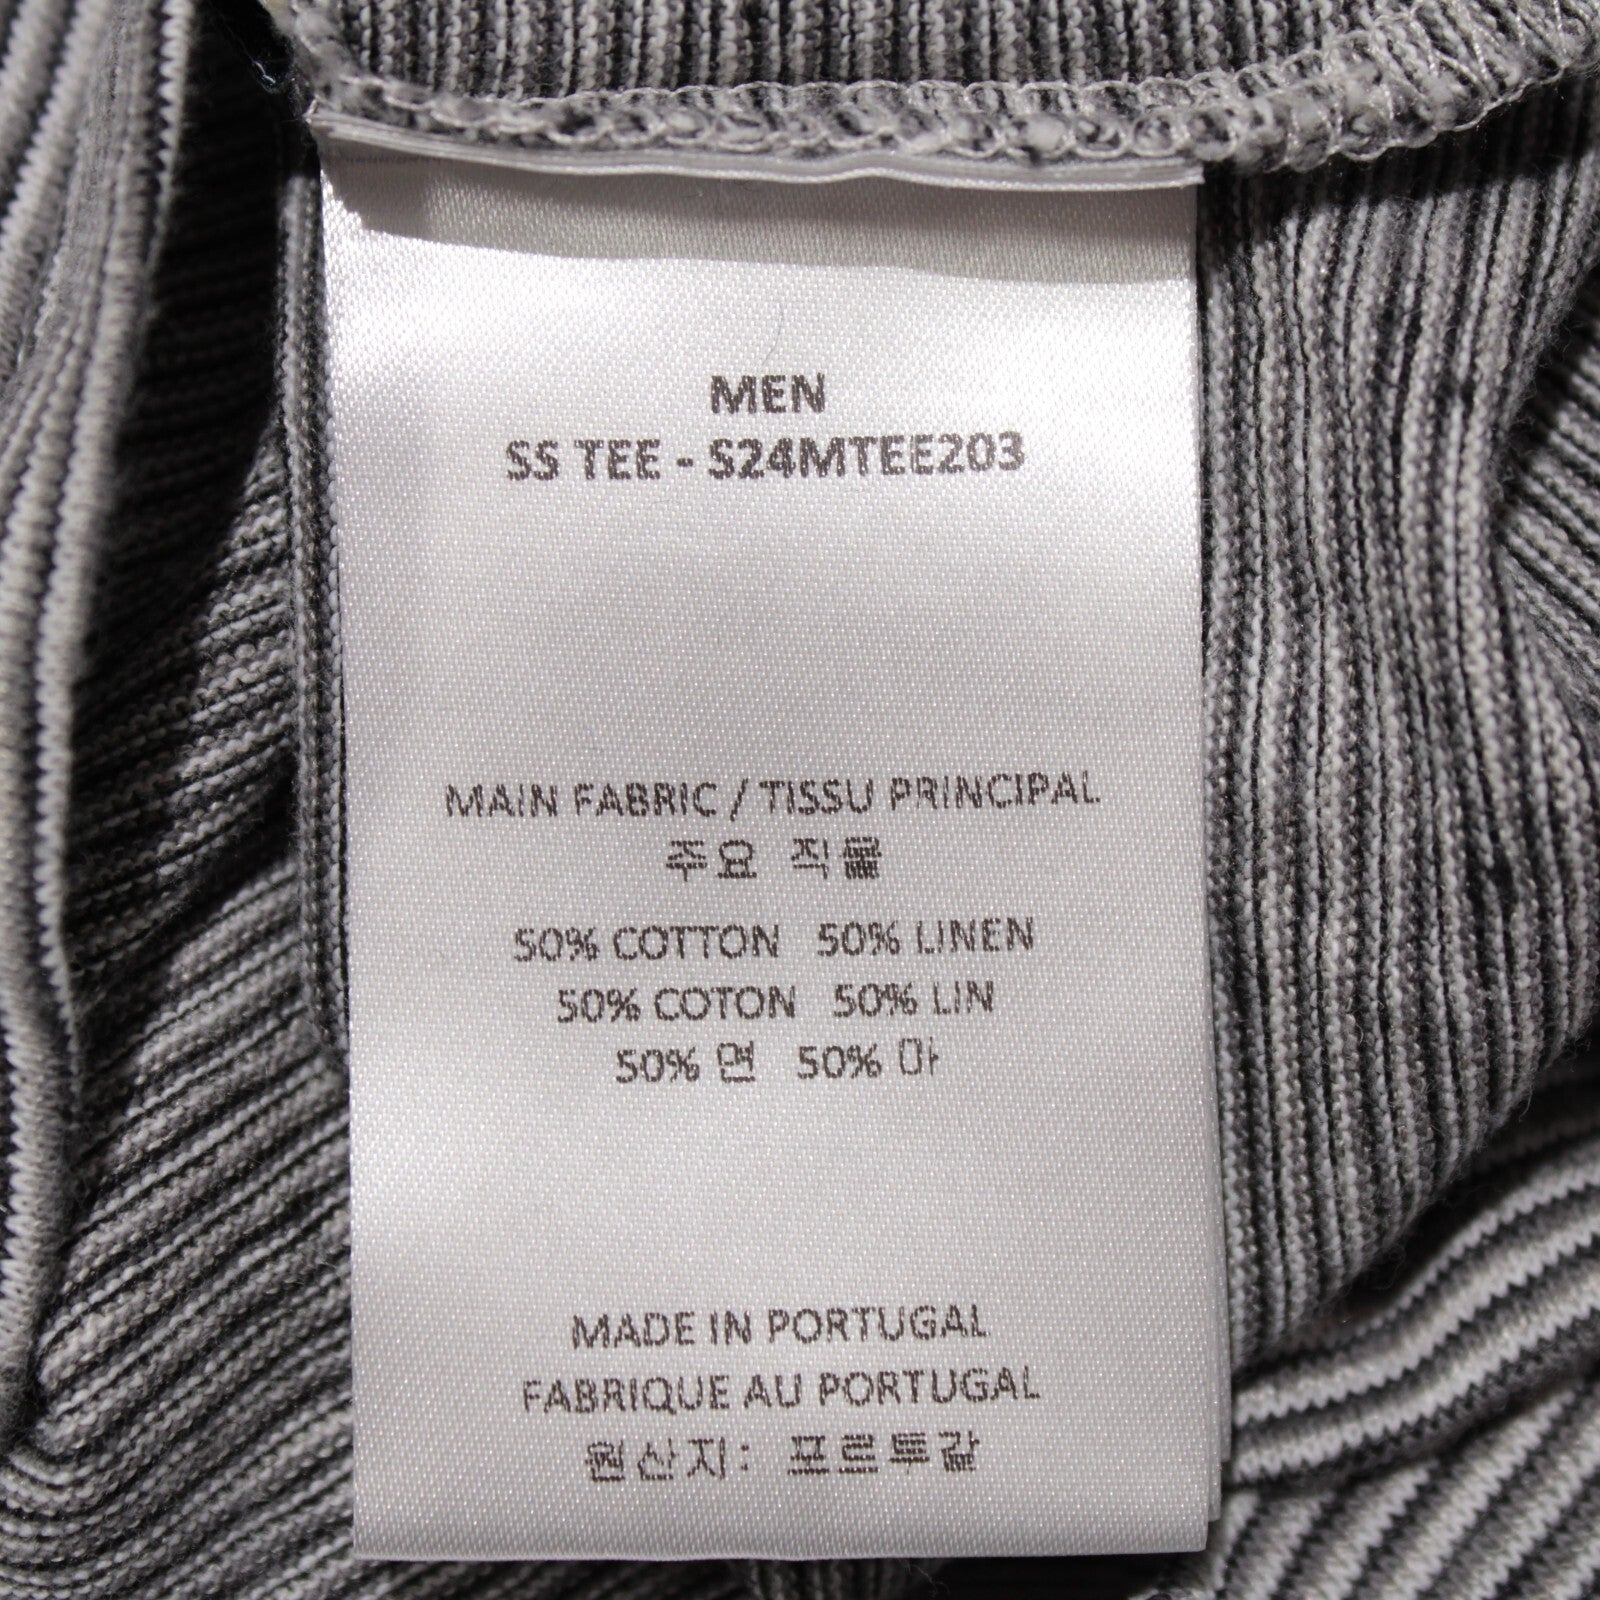 MEN
SS TEE - S24MTEE203
MAIN FABRIC / TISSU PRINCIPAL
주요 직물
50% COTTON 50% LINEN
50% COTON 50% LIN
50% 면 50% 마
MADE IN PORTUGAL
FABRIQUE AU PORTUGAL
원산지: 포르투갈